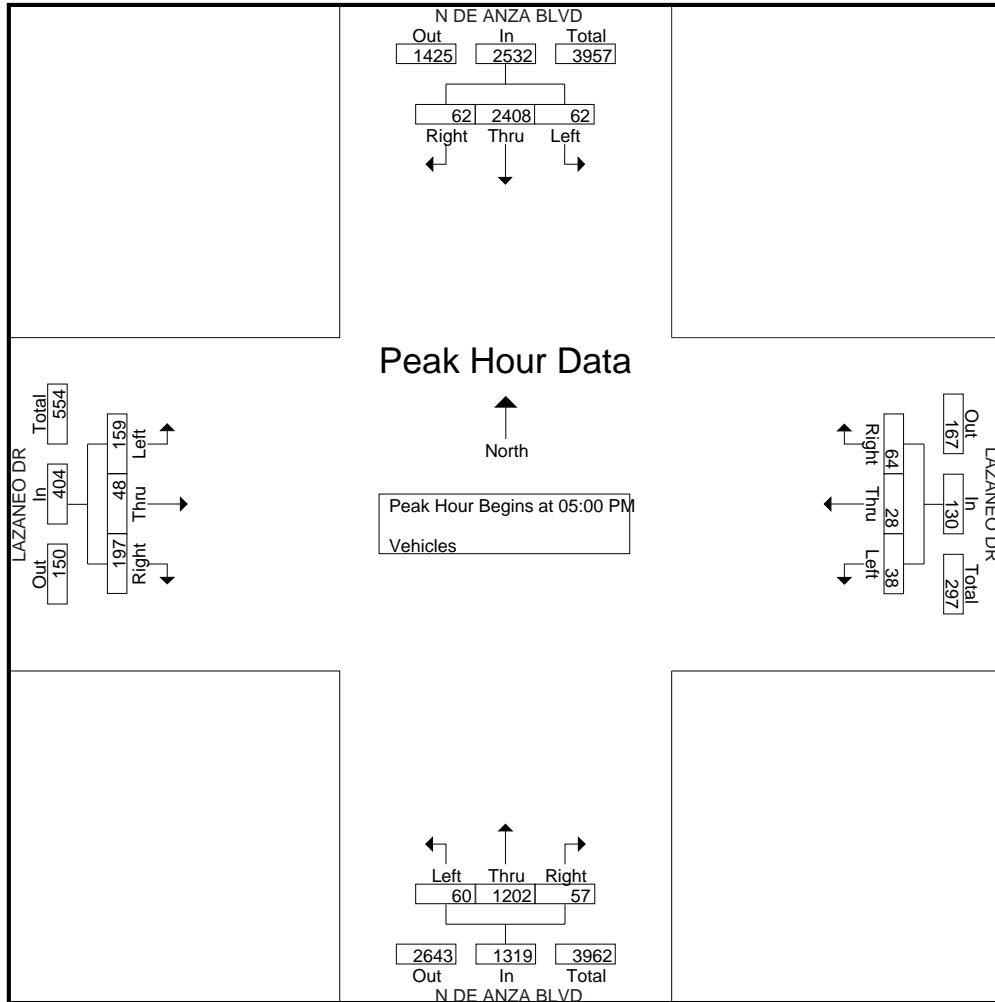 N DE ANZA BLVD
Out In Total
1425 2532 3957
62 2408 62
Right Thru Left
Peak Hour Data
North
Peak Hour Begins at 05:00 PM
Vehicles
LAZANEO DR
Out In Total
150 404 554
197 48 159
Right Thru Left
LAZANEO DR
Out In Total
167 130 297
64 28 38
Right Thru Left
Left Thru Right
60 1202 57
2643 1319 3962
Out In Total
N DE ANZA BLVD